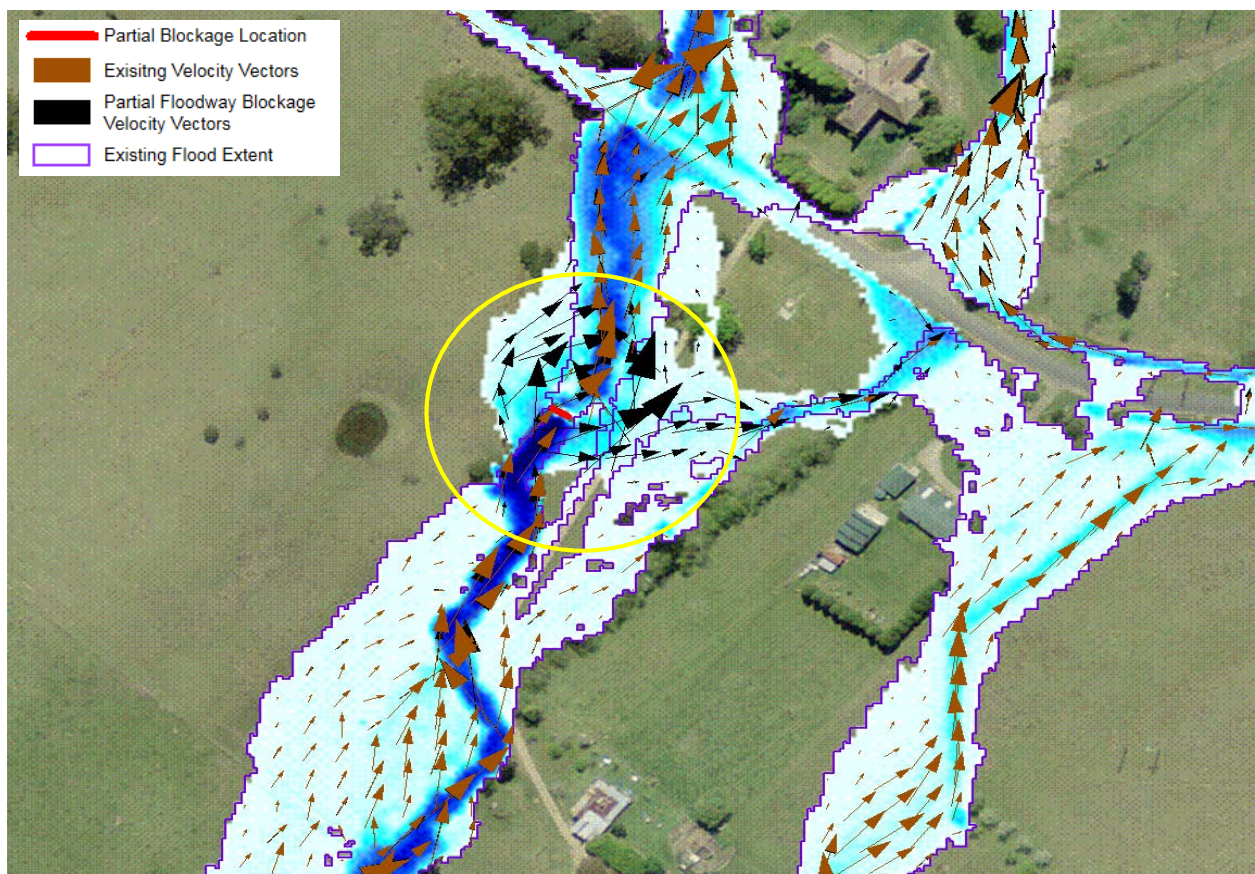 Partial Blockage Location
Exisitng Velocity Vectors
Partial Floodway Blockage
Velocity Vectors
Existing Flood Extent